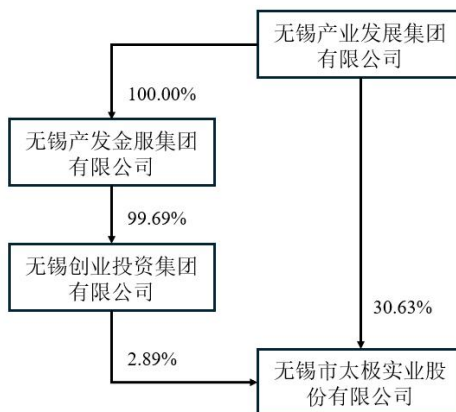 无锡产业发展集团
有限公司
100.00%
无锡产发金服集团
有限公司
99.69%
无锡创业投资集团
有限公司
30.63%
2.89%
无锡市太极实业股
份有限公司